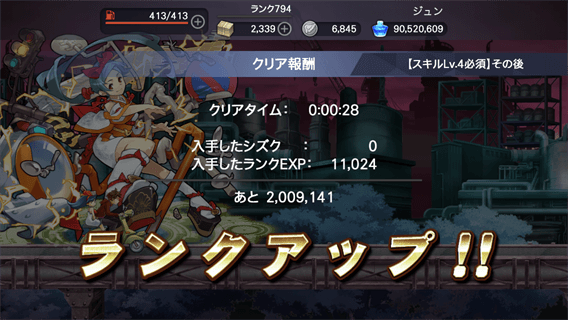 413/413
ランク794
2,339
6,845
ジュン
90,520,609
クリア報酬
【スキルLv.4必須】その後
クリアタイム： 0:00:28
入手したシズク ： 0
入手したランクEXP： 11,024
あと 2,009,141
ランクアップ!!